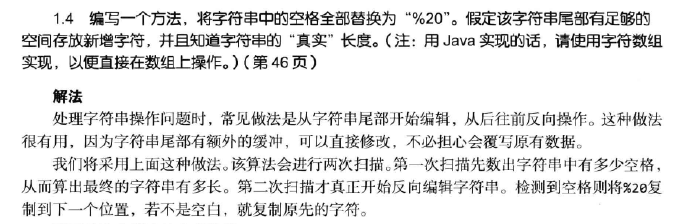 1.4 编写一个方法，将字符串中的空格全部替换为“%20”。假定该字符串尾部有足够的
空间存放新增字符，并且知道字符串的“真实”长度。（注：用 Java 实现的话，请使用字符数组
实现，以便直接在数组上操作。）（第 46 页）
解法
处理字符串操作问题时，常见做法是从字符串尾部开始编辑，从后往前反向操作。这种做法
很有用，因为字符串尾部有额外的缓冲，可以直接修改，不必担心会覆写原有数据。
我们将采用上面这种做法。该算法会进行两次扫描。第一次扫描先数出字符串中有多少空格，
从而算出最终的字符串有多长。第二次扫描才真正开始反向编辑字符串。检测到空格则将%20复
制到下一个位置，若不是空白，就复制原先的字符。